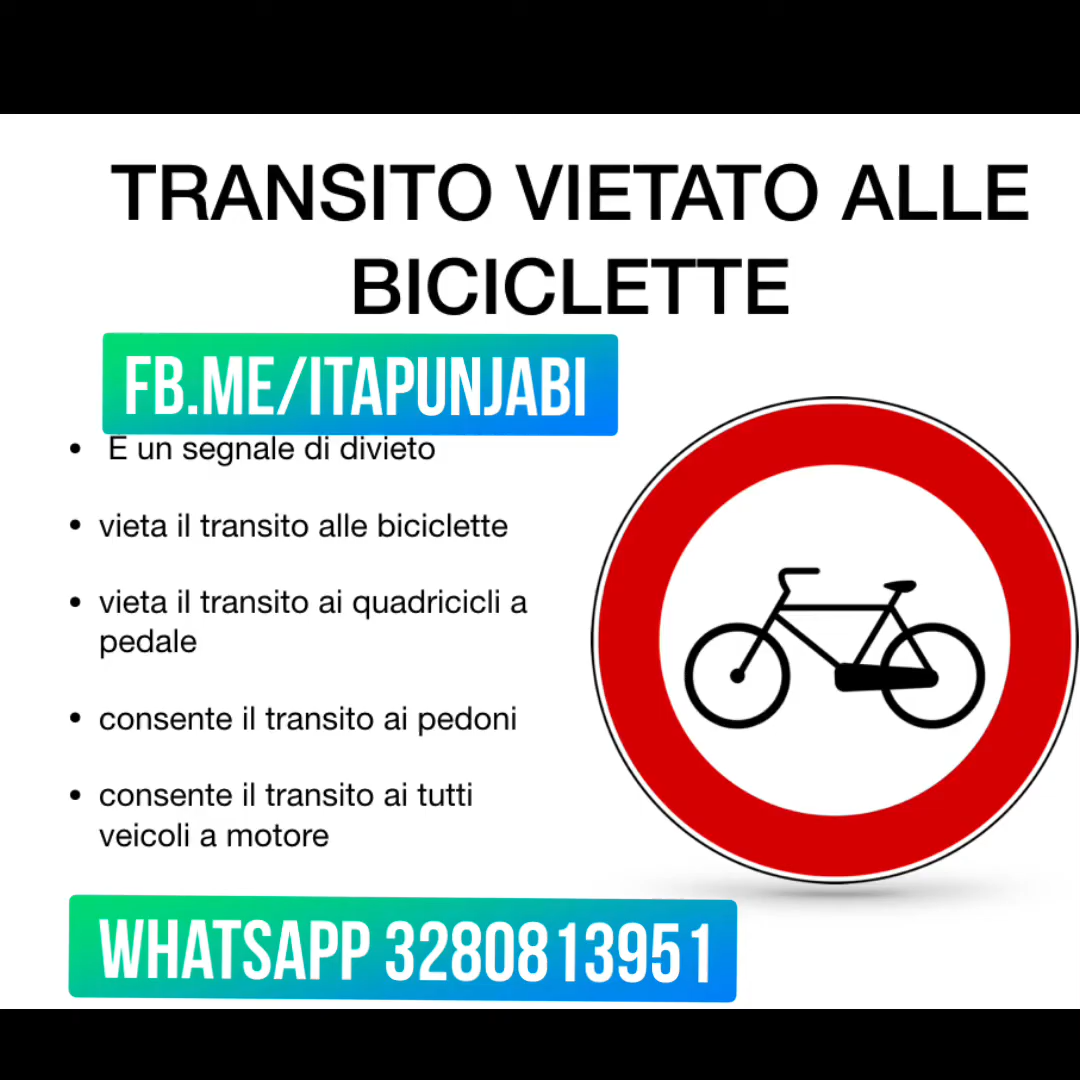 TRANSITO VIETATO ALLE
BICICLETTE
FB.ME/ITAPUNJABI
• E un segnale di divieto
• vieta il transito alle biciclette
• vieta il transito ai quadricicli a
pedale
• consente il transito ai pedoni
• consente il transito ai tutti
veicoli a motore
WHATSAPP 3280813951